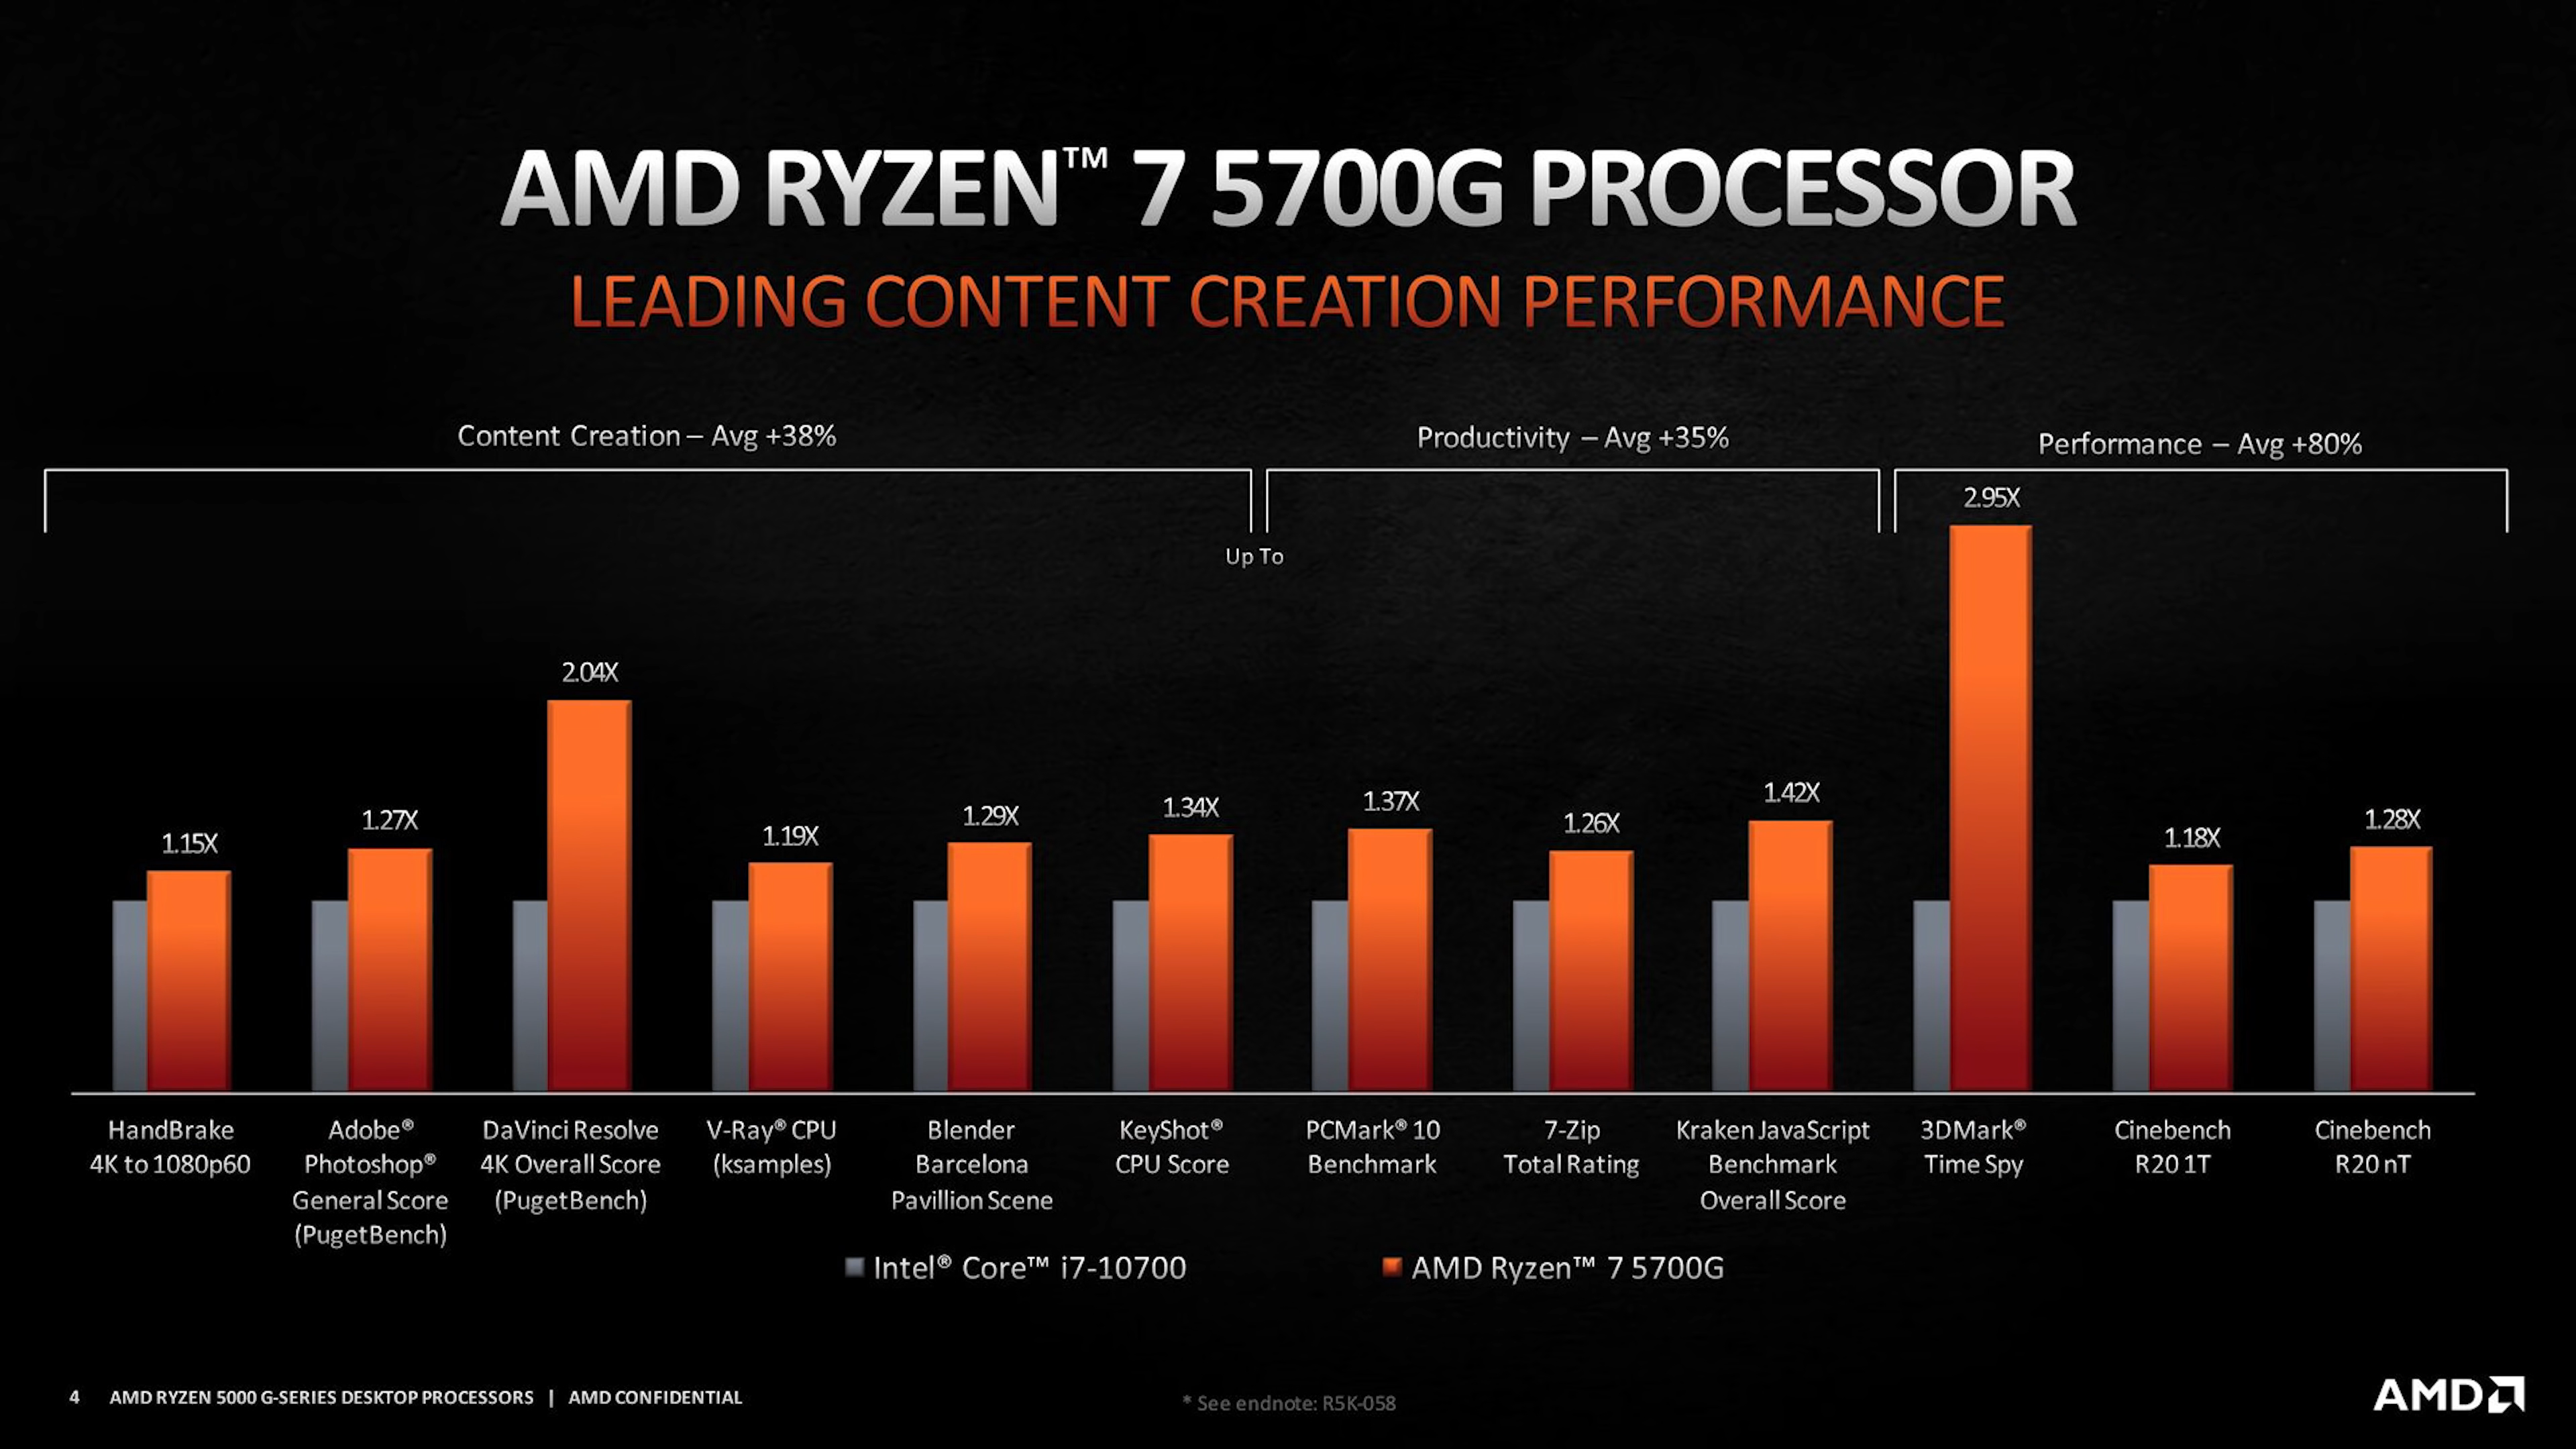 AMD RYZEN™ 7 5700G PROCESSOR
LEADING CONTENT CREATION PERFORMANCE
Content Creation – Avg +38%
Productivity – Avg +35%
Performance – Avg +80%
Up To
1.15X
1.27X
2.04X
1.19X
1.29X
1.34X
1.37X
1.26X
1.42X
2.95X
1.18X
1.28X
HandBrake
4K to 1080p60
Adobe®
Photoshop®
General Score
(PugetBench)
DaVinci Resolve
4K Overall Score
(PugetBench)
V-Ray® CPU
(ksamples)
Blender
Barcelona
Pavillion Scene
KeyShot®
CPU Score
PCMark® 10
Benchmark
7-Zip
Total Rating
Kraken JavaScript
Benchmark
Overall Score
3DMark®
Time Spy
Cinebench
R20 1T
Cinebench
R20 nT
Intel® Core™ i7-10700
AMD Ryzen™ 7 5700G
4 AMD RYZEN 5000 G-SERIES DESKTOP PROCESSORS | AMD CONFIDENTIAL
* See endnote: R5K-058
AMD